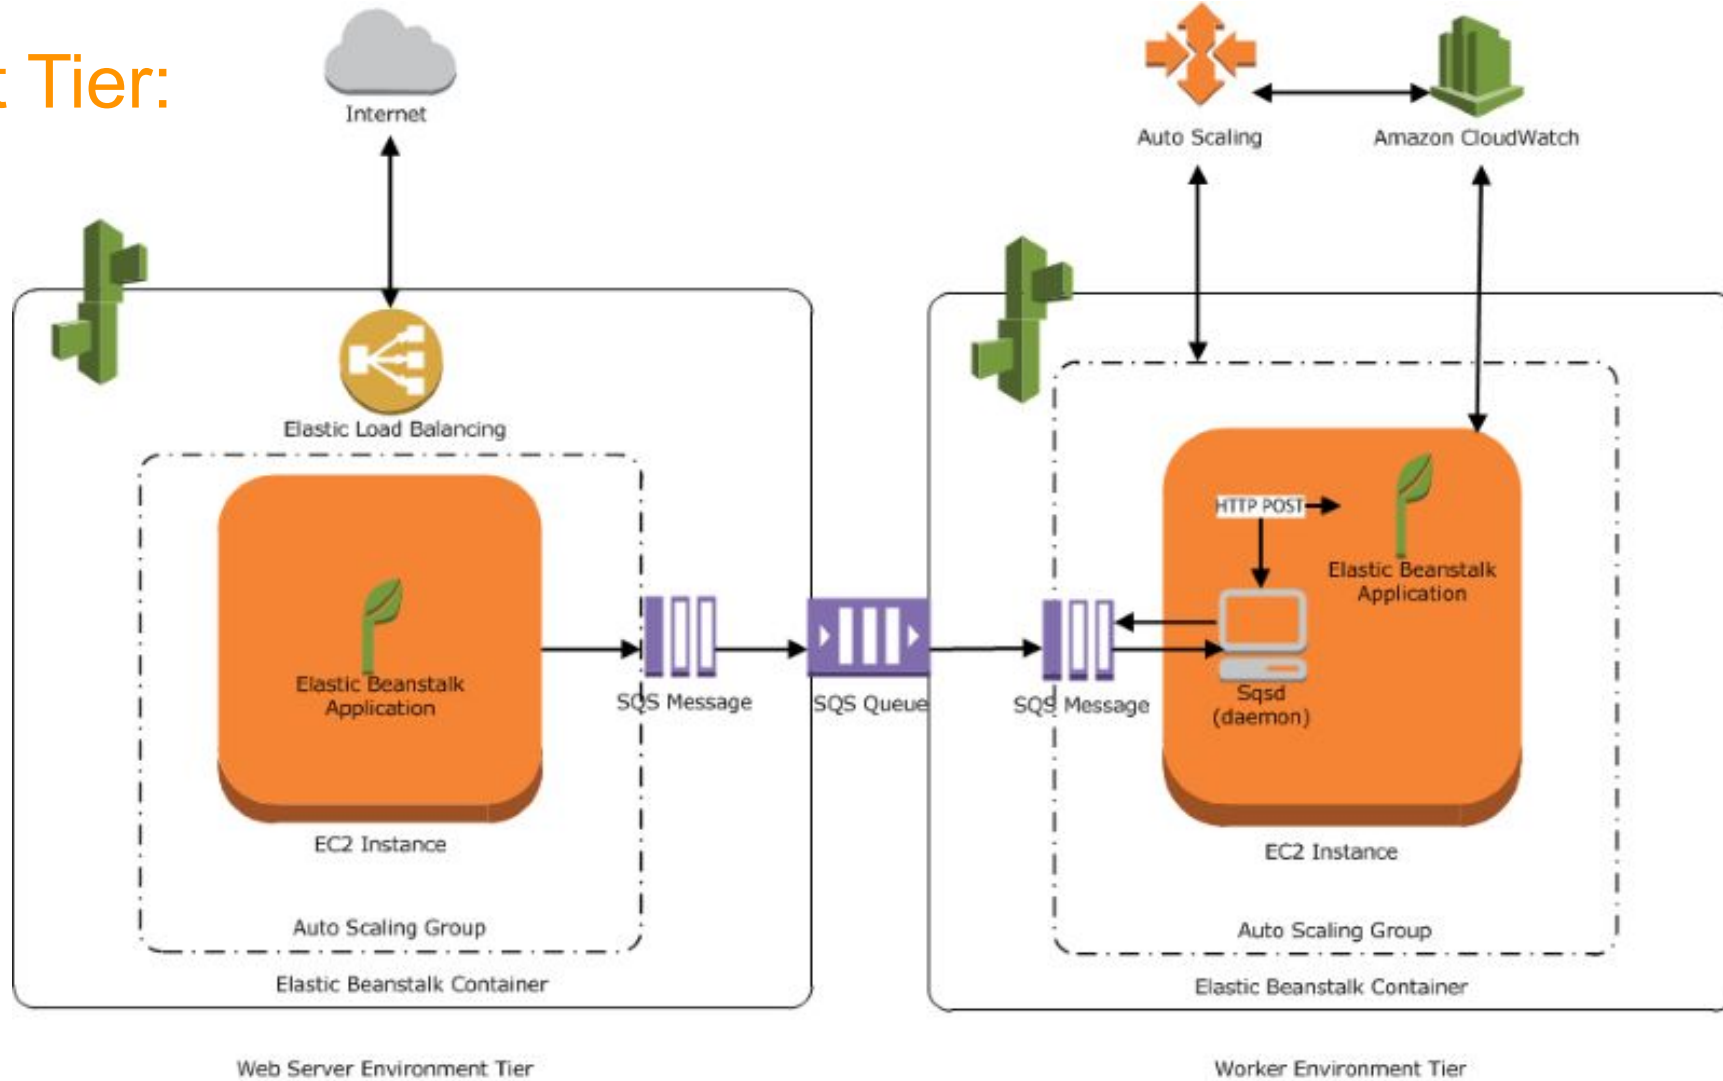 t Tier:
Internet
Auto Scaling
Amazon CloudWatch
Elastic Load Balancing
HTTP POST
Elastic Beanstalk
Application
Elastic Beanstalk
Application
SQS Message
SQS Queue
SQS Message
Sqsd
(daemon)
EC2 Instance
EC2 Instance
Auto Scaling Group
Auto Scaling Group
Elastic Beanstalk Container
Elastic Beanstalk Container
Web Server Environment Tier
Worker Environment Tier